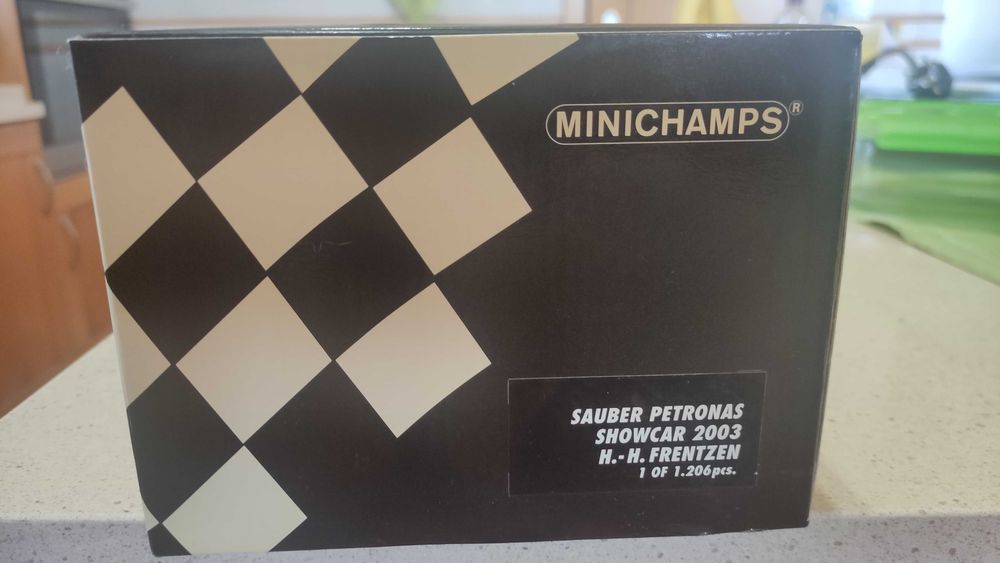 MINICHAMPS®
SAUBER PETRONAS
SHOWCAR 2003
H.-H. FRENTZEN
1 OF 1.206pcs.